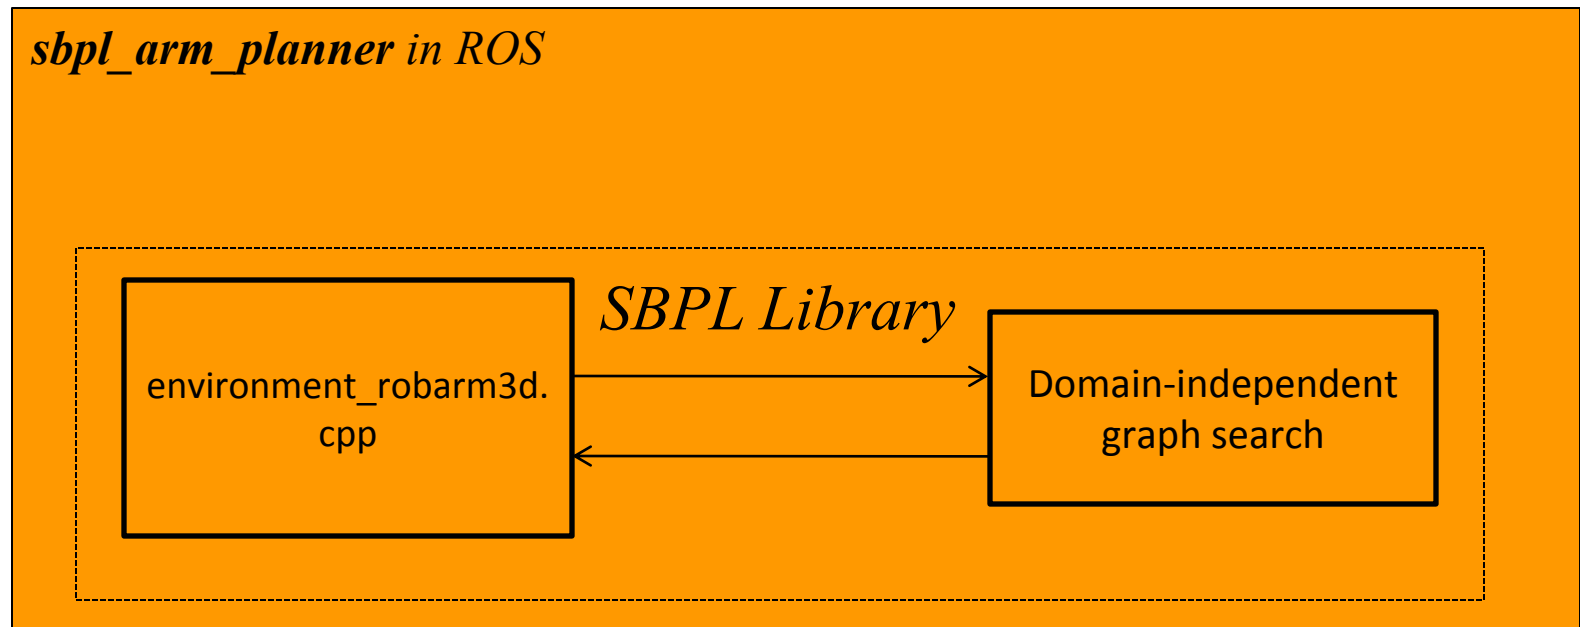 sbpl_arm_planner in ROS
SBPL Library
environment_robarm3d.
cpp
Domain-independent
graph search